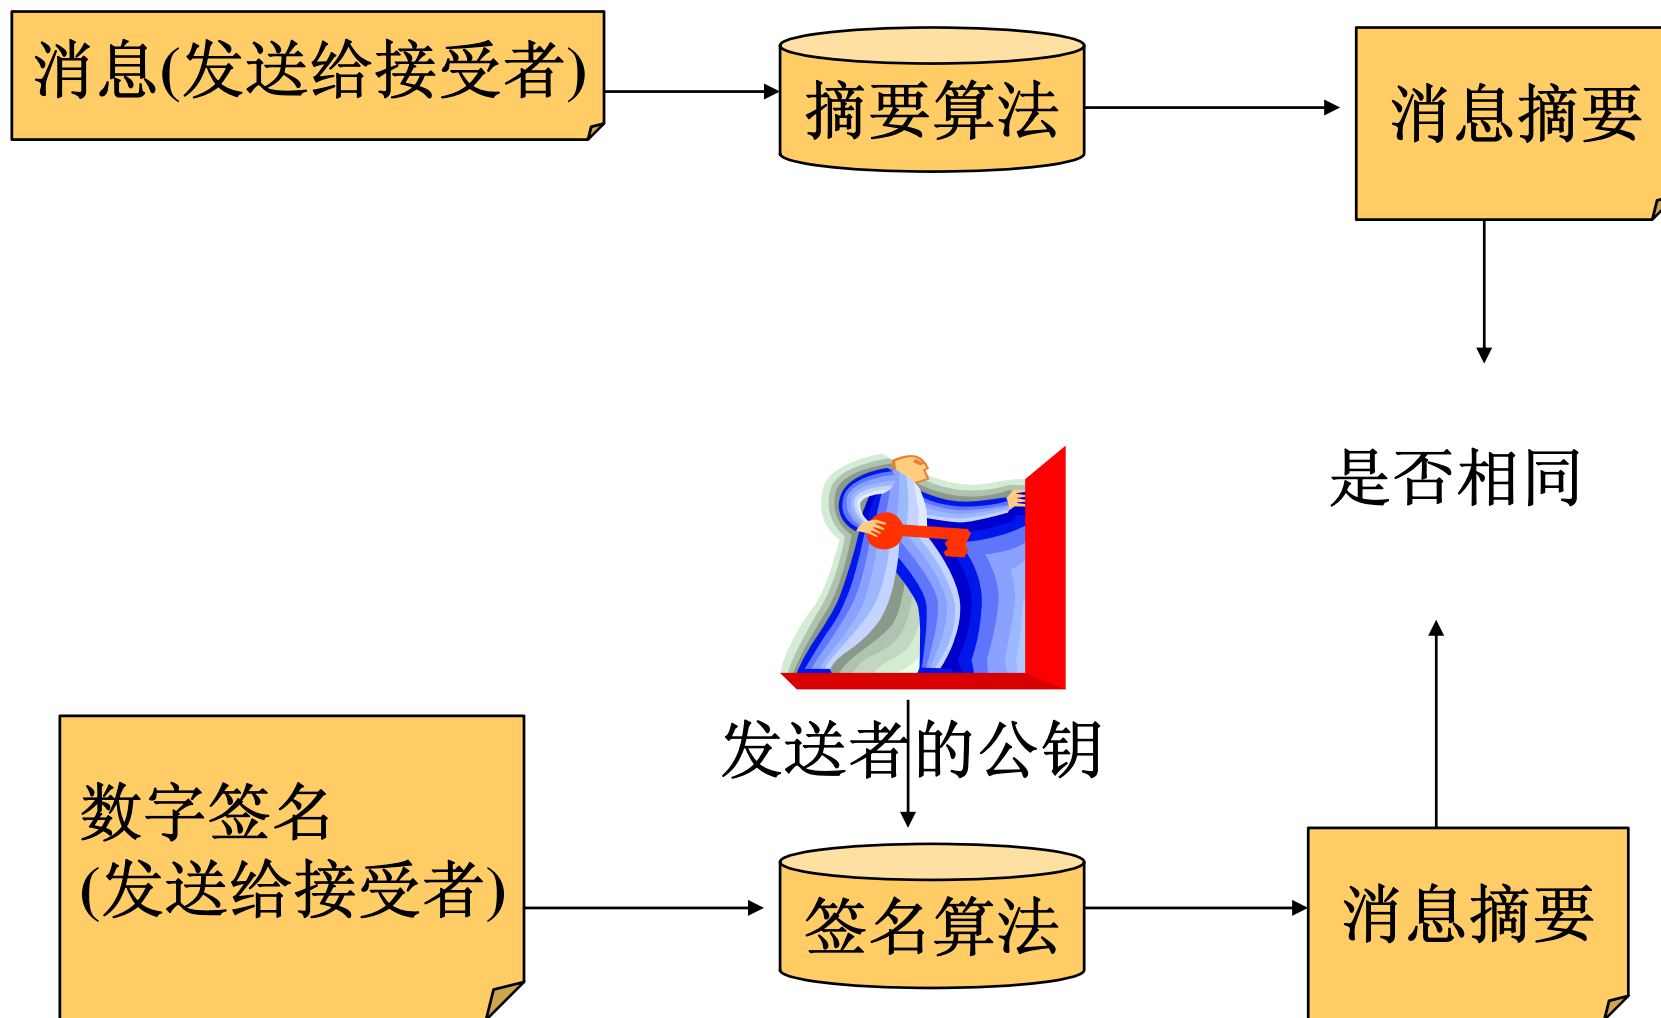 消息(发送给接受者)
摘要算法
消息摘要
是否相同
发送者的公钥
数字签名
(发送给接受者)
签名算法
消息摘要